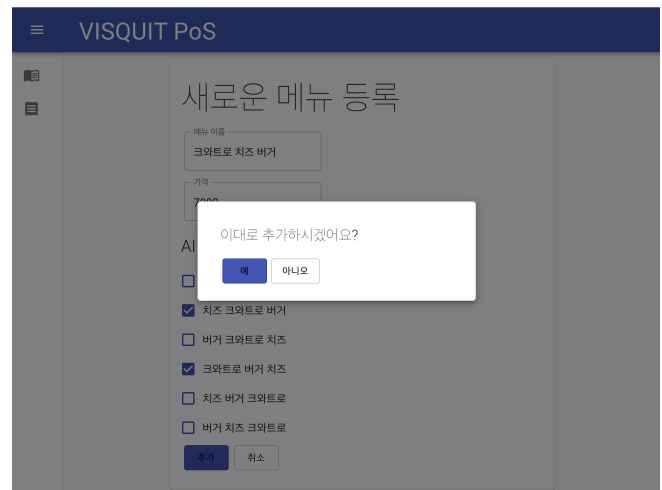 VISQUIT PoS
새로운 메뉴 등록
메뉴 이름
크와트로 치즈 버거
가격
이대로 추가하시겠어요?
예
아니오
AI
치즈 크와트로 버거
버거 크와트로 치즈
크와트로 버거 치즈
치즈 버거 크와트로
버거 치즈 크와트로
추가
취소